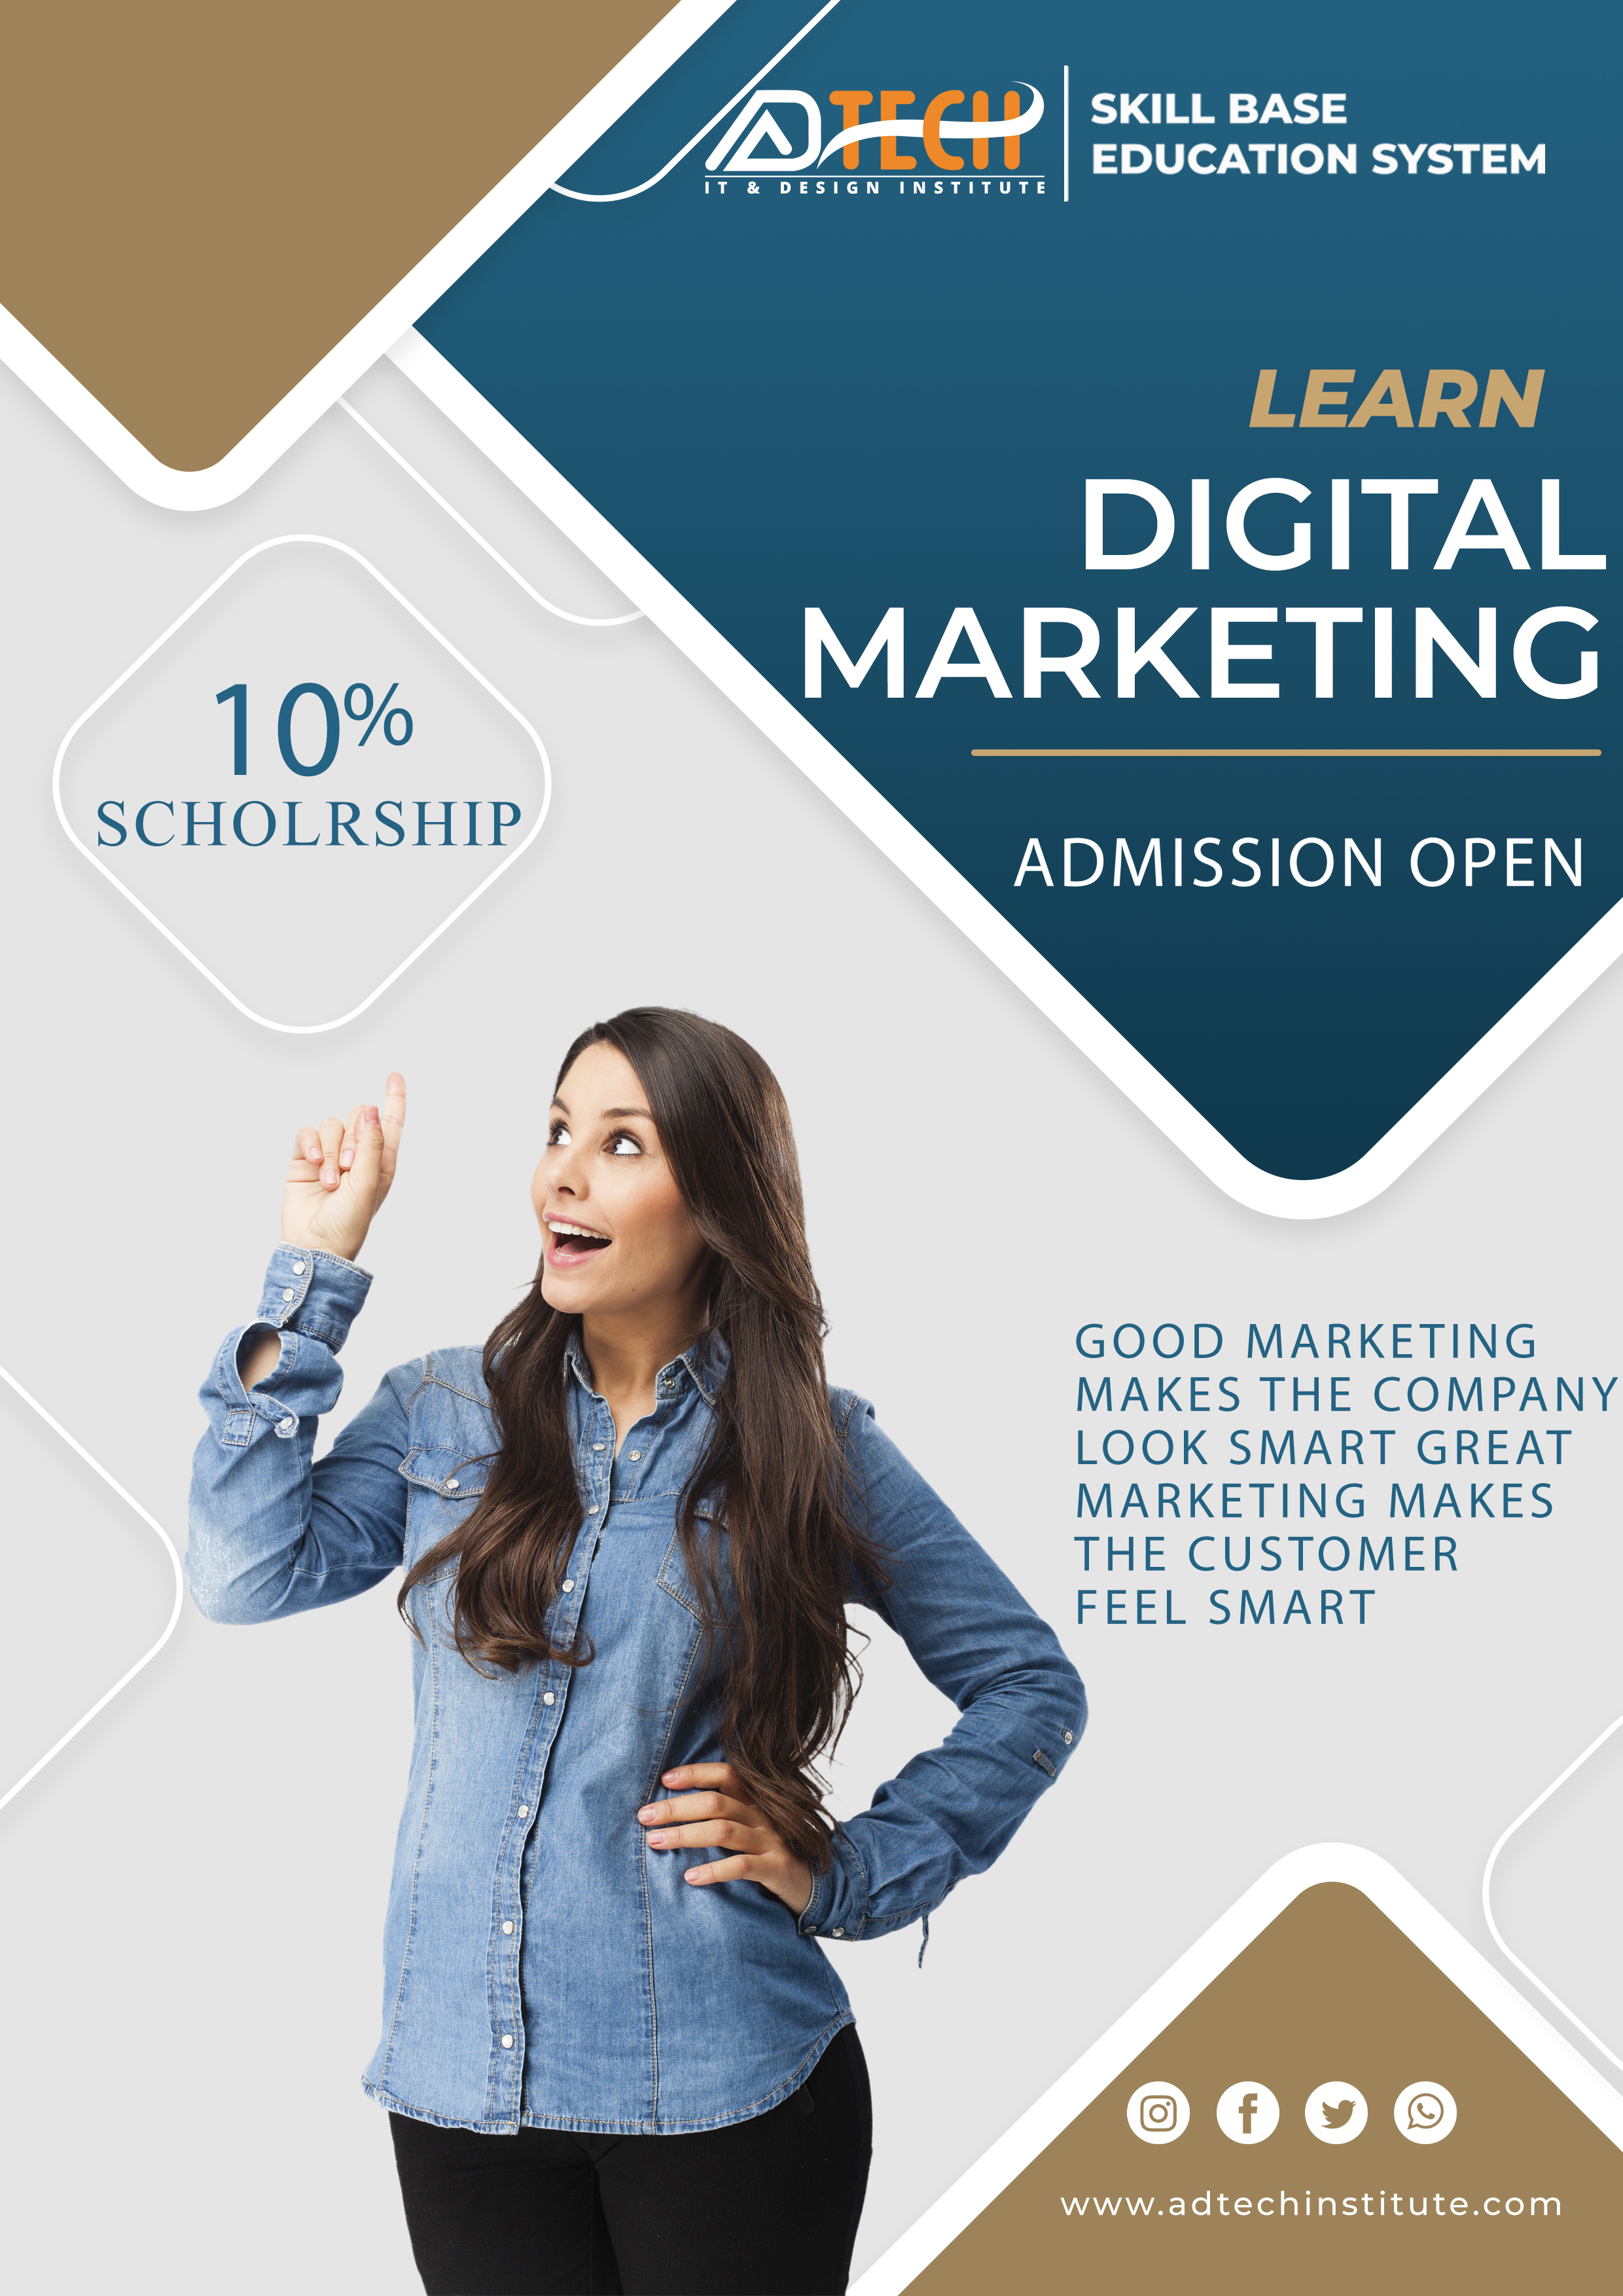 ADTECH
IT & DESIGN INSTITUTE
SKILL BASE
EDUCATION SYSTEM
LEARN
DIGITAL
MARKETING
10%
SCHOLRSHIP
ADMISSION OPEN
GOOD MARKETING
MAKES THE COMPANY
LOOK SMART GREAT
MARKETING MAKES
THE CUSTOMER
FEEL SMART
www.adtechinstitute.com